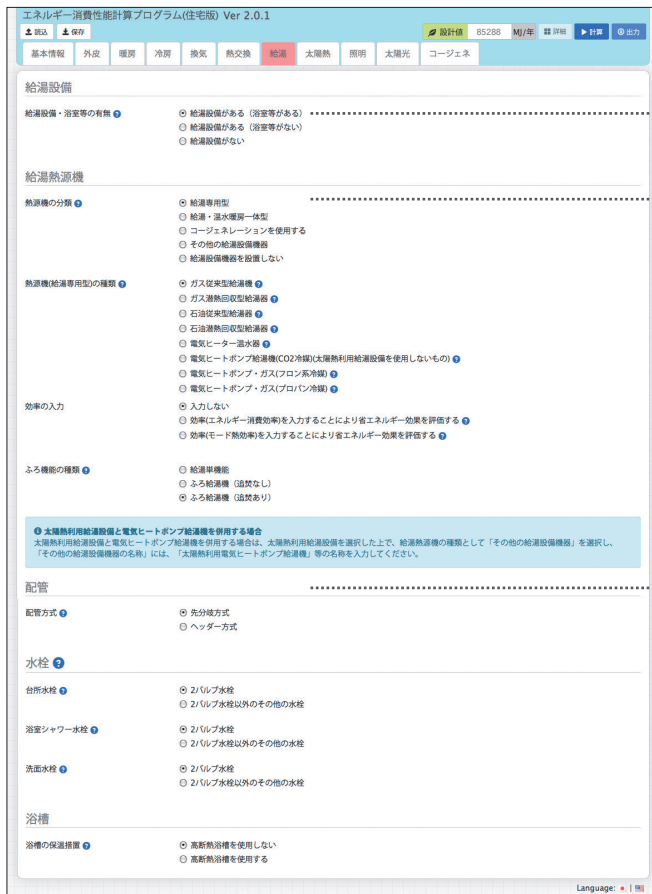 エネルギー消費性能計算プログラム(住宅版) Ver 2.0.1
読込 保存 設計値 85288 MJ/年 詳細 計算 出力
基本情報 外皮 暖房 冷房 換気 熱交換 給湯 太陽熱 照明 太陽光 コージェネ
給湯設備
給湯設備・浴室等の有無 給湯設備がある（浴室等がある）
給湯設備がある（浴室等がない）
給湯設備がない
給湯熱源機
熱源機の分類 給湯専用型
給湯・温水暖房一体型
コージェネレーションを使用する
その他の給湯設備機器
給湯設備機器を設置しない
熱源機(給湯専用型)の種類 ガス従来型給湯機
ガス潜熱回収型給湯器
石油従来型給湯器
石油潜熱回収型給湯器
電気ヒーター温水器
電気ヒートポンプ給湯機(CO2冷媒)(太陽熱利用給湯設備を使用しないもの)
電気ヒートポンプ・ガス(フロン系冷媒)
電気ヒートポンプ・ガス(プロパン冷媒)
効率の入力 入力しない
効率(エネルギー消費効率)を入力することにより省エネルギー効果を評価する
効率(モード熱効率)を入力することにより省エネルギー効果を評価する
ふろ機能の種類 給湯単機能
ふろ給湯機（追焚なし）
ふろ給湯機（追焚あり）
太陽熱利用給湯設備と電気ヒートポンプ給湯機を併用する場合
太陽熱利用給湯設備と電気ヒートポンプ給湯機を併用する場合は、太陽熱利用給湯設備を選択した上で、給湯熱源機の種類として「その他の給湯設備機器」を選択し、
「その他の給湯設備機器の名称」には、「太陽熱利用電気ヒートポンプ給湯機」等の名称を入力してください。
配管
配管方式 先分岐方式
ヘッダー方式
水栓
台所水栓 2バルブ水栓
2バルブ水栓以外のその他の水栓
浴室シャワー水栓 2バルブ水栓
2バルブ水栓以外のその他の水栓
洗面水栓 2バルブ水栓
2バルブ水栓以外のその他の水栓
浴槽
浴槽の保温措置 高断熱浴槽を使用しない
高断熱浴槽を使用する
Language: |